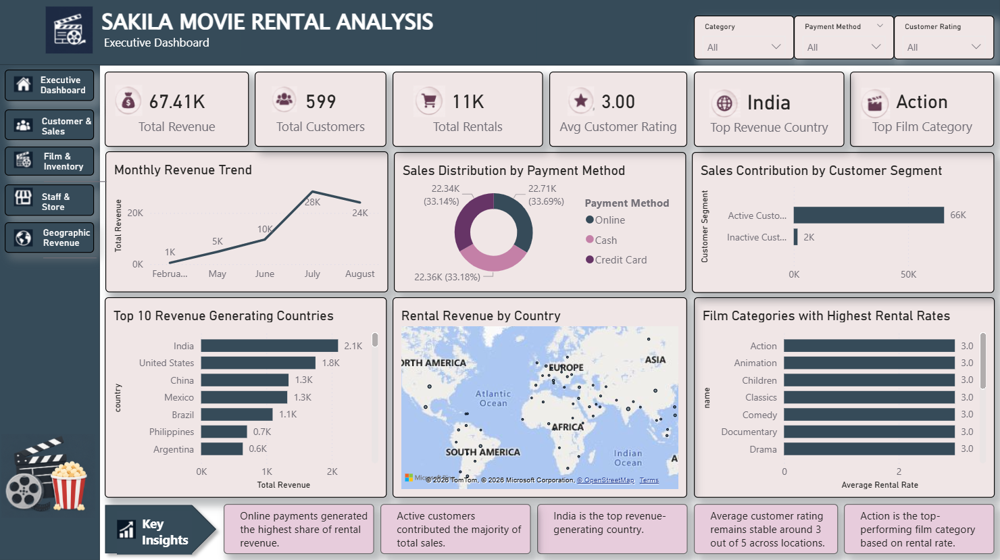 SAKILA MOVIE RENTAL ANALYSIS
Executive Dashboard
Category
All
Payment Method
All
Customer Rating
All
Executive
Dashboard
Customer &
Sales
Film &
Inventory
Staff &
Store
Geographic
Revenue
67.41K
Total Revenue
599
Total Customers
11K
Total Rentals
3.00
Avg Customer Rating
India
Top Revenue Country
Action
Top Film Category
Monthly Revenue Trend
Total Revenue
20K
0K
1K
5K
10K
28K
24K
Februa...
May
June
July
August
Sales Distribution by Payment Method
22.34K
(33.14%)
22.71K
(33.69%)
22.36K (33.18%)
Payment Method
Online
Cash
Credit Card
Sales Contribution by Customer Segment
Customer Segment
Active Custo...
66K
Inactive Cust...
2K
0K
50K
Top 10 Revenue Generating Countries
country
India
2.1K
United States
1.8K
China
1.3K
Mexico
1.3K
Brazil
1.1K
Philippines
0.7K
Argentina
0.6K
0K
1K
2K
Total Revenue
Rental Revenue by Country
ORTH AMERICA
EUROPE
ASIA
Atlantic
Ocean
AFRICA
SOUTH AMERICA
Indian
Ocean
A
© 2026 TomTom, © 2026 Microsoft Corporation, © OpenStreetMap Terms
Film Categories with Highest Rental Rates
name
Action
3.0
Animation
3.0
Children
3.0
Classics
3.0
Comedy
3.0
Documentary
3.0
Drama
3.0
0
2
Average Rental Rate
Key
Insights
Online payments generated
the highest share of rental
revenue.
Active customers
contributed the majority of
total sales.
India is the top revenue-
generating country.
Average customer rating
remains stable around 3
out of 5 across locations.
Action is the top-
performing film category
based on rental rate.